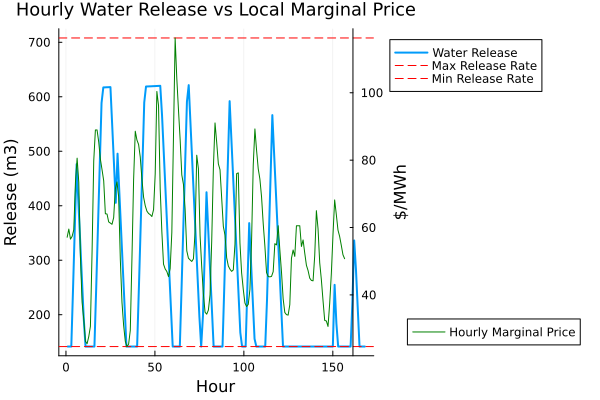 Hourly Water Release vs Local Marginal Price
Release (m3)
700
600
500
400
300
200
0
50
100
150
Hour
100
80
60
40
$/MWh
Water Release
Max Release Rate
Min Release Rate
Hourly Marginal Price